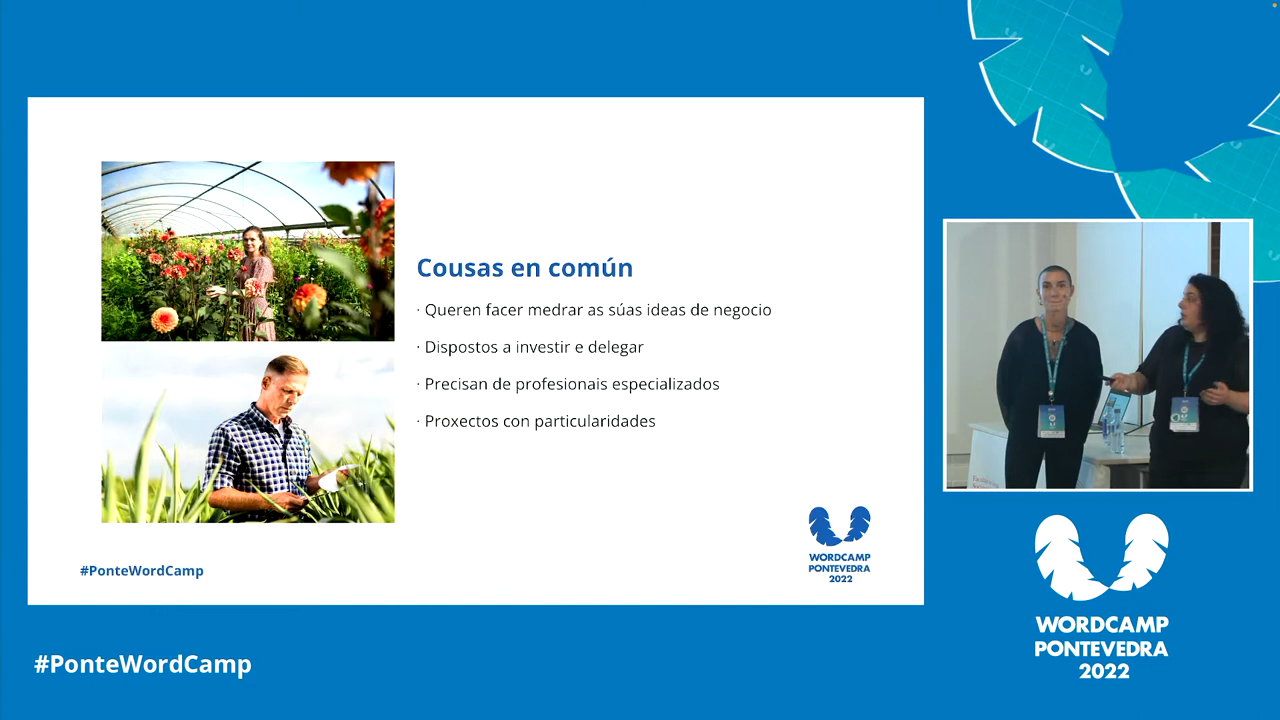 Cousas en común
· Queren facer medrar as súas ideas de negocio
· Dispostos a investir e delegar
· Precisan de profesionais especializados
· Proxectos con particularidades
#PonteWordCamp
WORDCAMP
PONTEVEDRA
2022
#PonteWordCamp
WORDCAMP
PONTEVEDRA
2022